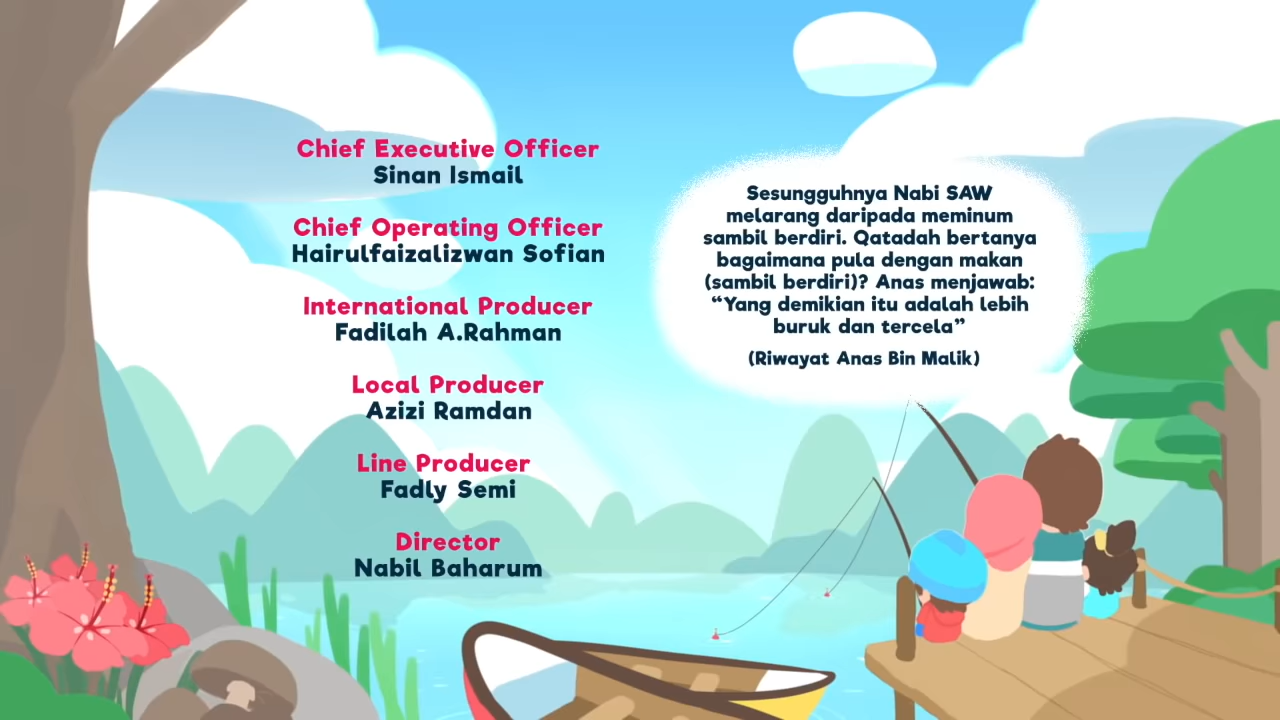 Chief Executive Officer
Sinan Ismail
Chief Operating Officer
Hairulfaizalizwan Sofian
International Producer
Fadilah A.Rahman
Local Producer
Azizi Ramdan
Line Producer
Fadly Semi
Director
Nabil Baharum
Sesungguhnya Nabi SAW
melarang daripada meminum
sambil berdiri. Qatadah bertanya
bagaimana pula dengan makan
(sambil berdiri)? Anas menjawab:
“Yang demikian itu adalah lebih
buruk dan tercela”
(Riwayat Anas Bin Malik)